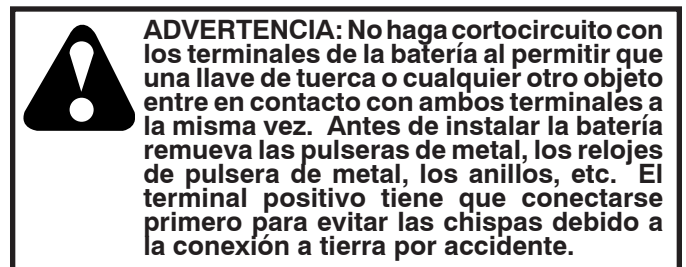 ADVERTENCIA: No haga cortocircuito con
los terminales de la batería al permitir que
una llave de tuerca o cualquier otro objeto
entre en contacto con ambos terminales a
la misma vez. Antes de instalar la batería
remueva las pulseras de metal, los relojes
de pulsera de metal, los anillos, etc. El
terminal positivo tiene que conectarse
primero para evitar las chispas debido a
la conexión a tierra por accidente.